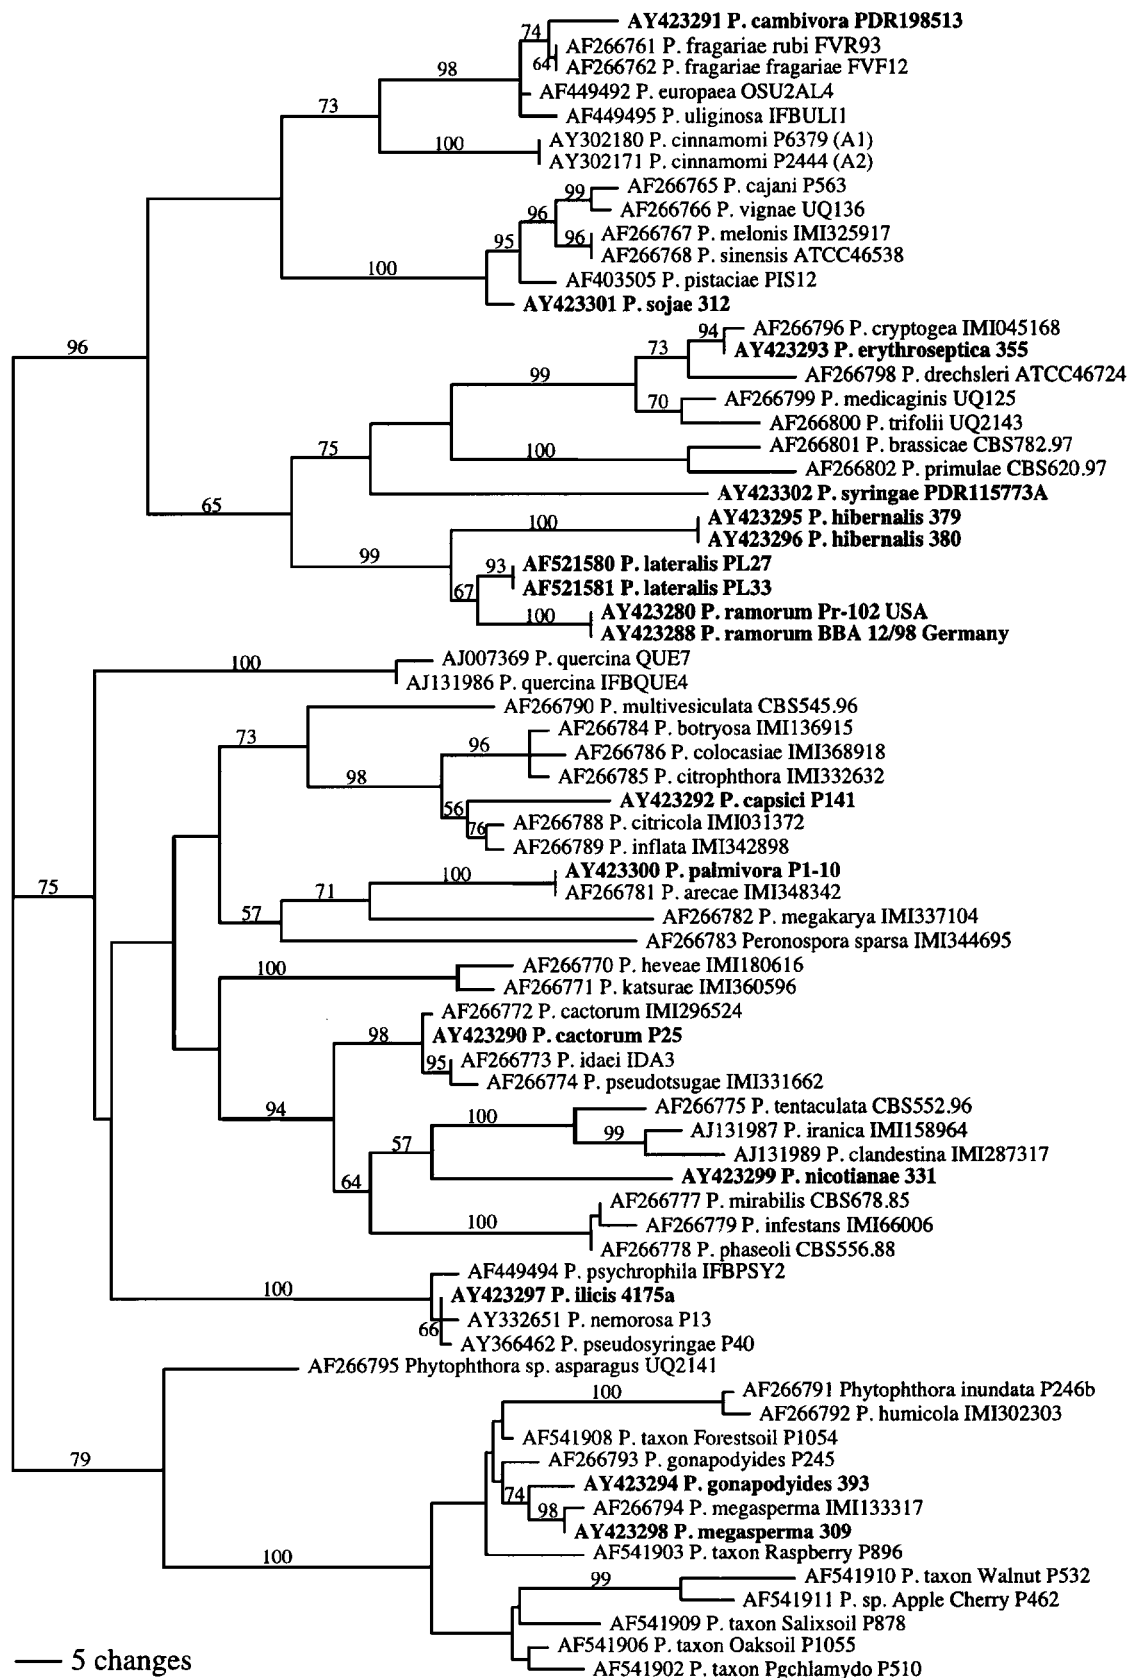 AY423291 P. cambivora PDR198513
74
AF266761 P. fragariae rubi FVR93
64
AF266762 P. fragariae fragariae FVF12
98
AF449492 P. europaea OSU2AL4
73
AF449495 P. uliginosa IFBULI1
100
AY302180 P. cinnamomi P6379 (A1)
AY302171 P. cinnamomi P2444 (A2)
99
AF266765 P. cajani P563
96
AF266766 P. vignae UQ136
95
96
AF266767 P. melonis IMI325917
AF266768 P. sinensis ATCC46538
100
AF403505 P. pistaciae PIS12
AY423301 P. sojae 312
96
94
AF266796 P. cryptogea IMI045168
73
AY423293 P. erythroseptica 355
99
AF266798 P. drechsleri ATCC46724
70
AF266799 P. medicaginis UQ125
AF266800 P. trifolii UQ2143
75
100
AF266801 P. brassicae CBS782.97
AF266802 P. primulae CBS620.97
AY423302 P. syringae PDR115773A
65
100
AY423295 P. hibernalis 379
AY423296 P. hibernalis 380
99
93
AF521580 P. lateralis PL27
67
AF521581 P. lateralis PL33
100
AY423280 P. ramorum Pr-102 USA
AY423288 P. ramorum BBA 12/98 Germany
100
AJ007369 P. quercina QUE7
AJ131986 P. quercina IFBQUE4
AF266790 P. multivesiculata CBS545.96
73
AF266784 P. botryosa IMI136915
96
AF266786 P. colocasiae IMI368918
98
AF266785 P. citrophthora IMI332632
56
AY423292 P. capsici P141
76
AF266788 P. citricola IMI031372
AF266789 P. inflata IMI342898
75
100
AY423300 P. palmivora P1-10
71
AF266781 P. arecae IMI348342
57
AF266782 P. megakarya IMI337104
AF266783 Peronospora sparsa IMI344695
100
AF266770 P. heveae IMI180616
AF266771 P. katsurae IMI360596
AF266772 P. cactorum IMI296524
98
AY423290 P. cactorum P25
95
AF266773 P. idaei IDA3
AF266774 P. pseudotsugae IMI331662
94
100
AF266775 P. tentaculata CBS552.96
99
AJ131987 P. iranica IMI158964
57
AJ131989 P. clandestina IMI287317
64
AY423299 P. nicotianae 331
AF266777 P. mirabilis CBS678.85
100
AF266779 P. infestans IMI66006
AF266778 P. phaseoli CBS556.88
AF449494 P. psychrophila IFBPSY2
100
AY423297 P. ilicis 4175a
66
AY332651 P. nemorosa P13
AY366462 P. pseudosyringae P40
AF266795 Phytophthora sp. asparagus UQ2141
100
AF266791 Phytophthora inundata P246b
AF266792 P. humicola IMI302303
AF541908 P. taxon Forestsoil P1054
79
AF266793 P. gonapodyides P245
74
AY423294 P. gonapodyides 393
98
AF266794 P. megasperma IMI133317
AY423298 P. megasperma 309
100
AF541903 P. taxon Raspberry P896
99
AF541910 P. taxon Walnut P532
AF541911 P. sp. Apple Cherry P462
AF541909 P. taxon Salixsoil P878
AF541906 P. taxon Oaksoil P1055
AF541902 P. taxon Pgchlamydo P510
5 changes